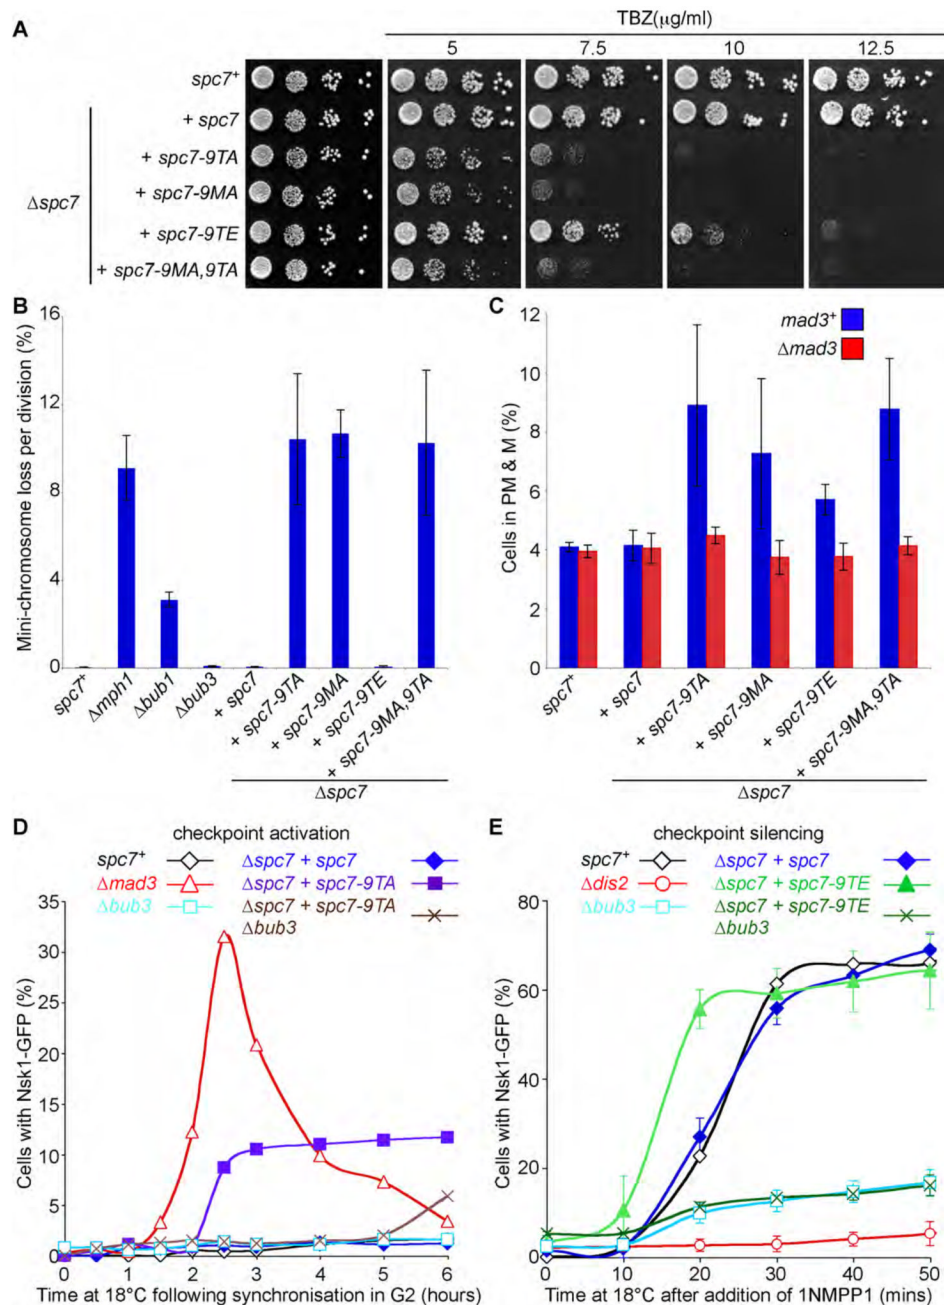 A
TBZ(µg/ml)
5 7.5 10 12.5
spc7+
+ spc7
+ spc7-9TA
Δspc7
+ spc7-9MA
+ spc7-9TE
+ spc7-9MA,9TA
B
Mini-chromosome loss per division (%)
16
12
8
4
0
spc7+
Δmph1
Δbub1
Δbub3
+ spc7
+ spc7-9TA
+ spc7-9MA
+ spc7-9TE
+ spc7-9MA,9TA
Δspc7
C
Cells in PM & M (%)
12
10
8
6
4
2
0
mad3+
Δmad3
spc7+
+ spc7
+ spc7-9TA
+ spc7-9MA
+ spc7-9TE
+ spc7-9MA,9TA
Δspc7
D
checkpoint activation
spc7+
Δmad3
Δbub3
Δspc7 + spc7
Δspc7 + spc7-9TA
Δspc7 + spc7-9TA
Δbub3
Cells with Nsk1-GFP (%)
35
30
25
20
15
10
5
0
0 1 2 3 4 5 6
Time at 18°C following synchronisation in G2 (hours)
E
checkpoint silencing
spc7+
Δdis2
Δbub3
Δspc7 + spc7
Δspc7 + spc7-9TE
Δspc7 + spc7-9TE
Δbub3
Cells with Nsk1-GFP (%)
80
60
40
20
0
0 10 20 30 40 50
Time at 18°C after addition of 1NMPP1 (mins)